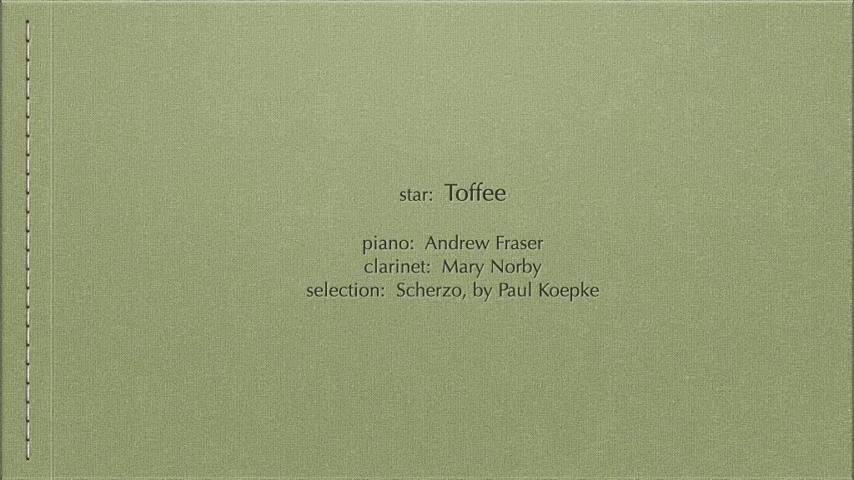 star: Toffee
piano: Andrew Fraser
clarinet: Mary Norby
selection: Scherzo, by Paul Koepke